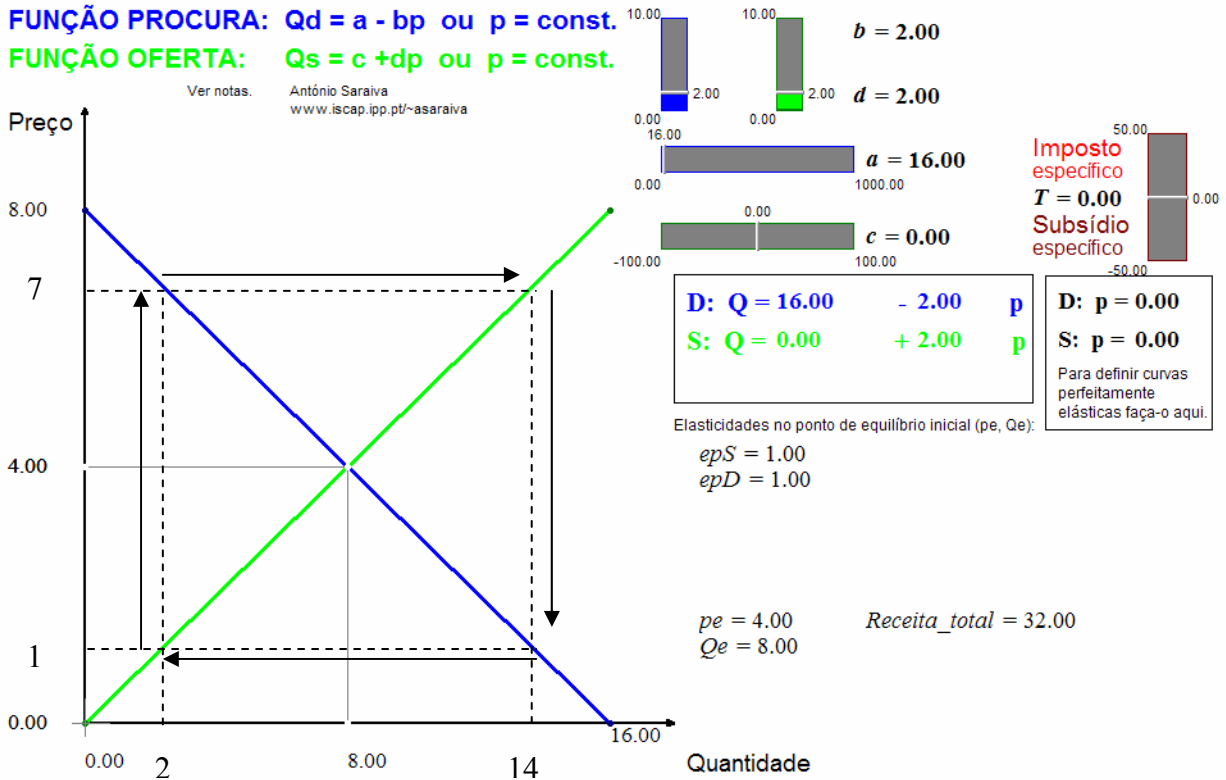 FUNÇÃO PROCURA: Qd = a - bp ou p = const.
FUNÇÃO OFERTA: Qs = c +dp ou p = const.
Ver notas.
António Saraiva
www.iscap.ipp.pt/~asaraiva
10.00
2.00
0.00
10.00
2.00
0.00
b = 2.00
d = 2.00
16.00
0.00
1000.00
a = 16.00
0.00
-100.00
100.00
c = 0.00
Imposto
específico
T = 0.00
Subsídio
específico
50.00
0.00
-50.00
D: Q = 16.00 - 2.00 p
S: Q = 0.00 + 2.00 p
D: p = 0.00
S: p = 0.00
Para definir curvas
perfeitamente
elásticas faça-o aqui.
Elasticidades no ponto de equilíbrio inicial (pe, Qe):
epS = 1.00
epD = 1.00
pe = 4.00
Qe = 8.00
Receita_total = 32.00
Preço
8.00
7
4.00
1
0.00
0.00
2
8.00
14
16.00
Quantidade